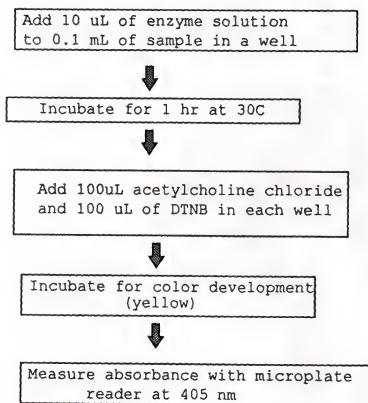 Add 10 uL of enzyme solution
to 0.1 mL of sample in a well
Incubate for 1 hr at 30C
Add 100uL acetylcholine chloride
and 100 uL of DTNB in each well
Incubate for color development
(yellow)
Measure absorbance with microplate
reader at 405 nm